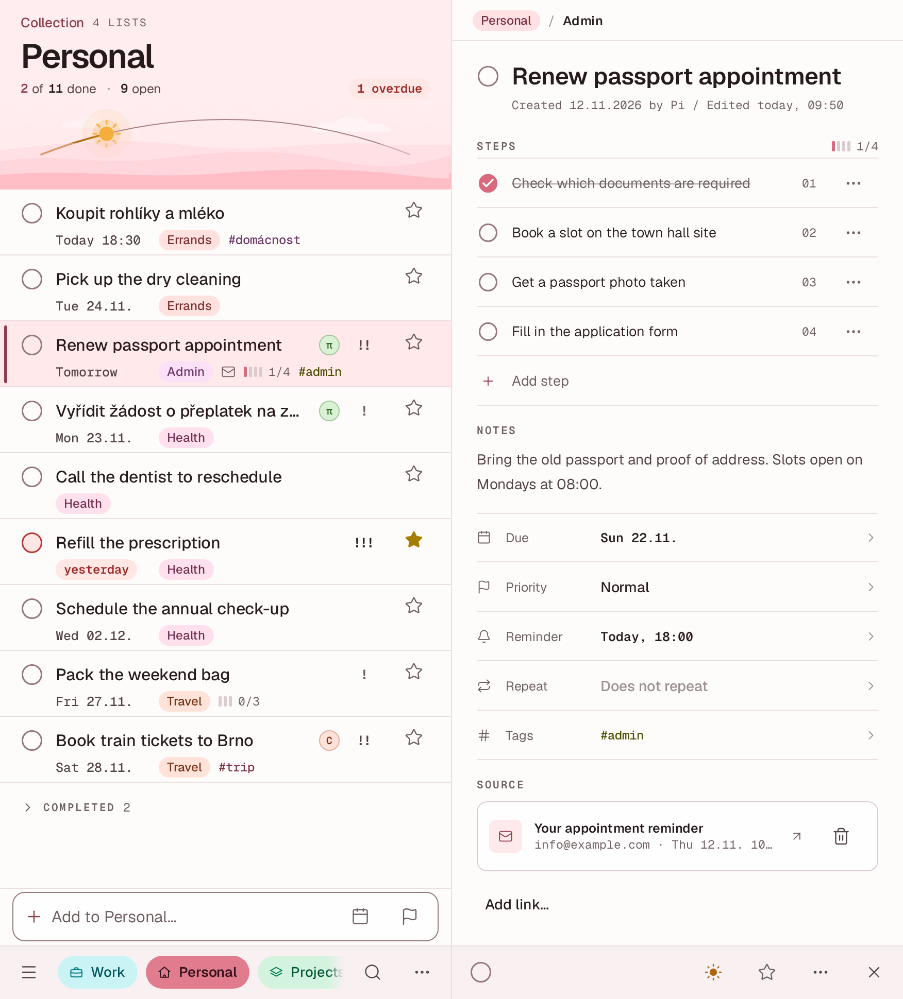 Collection 4 LISTS
Personal
2 of 11 done · 9 open
1 overdue
Koupit rohlíky a mléko
Today 18:30 Errands #domácnost
Pick up the dry cleaning
Tue 24.11. Errands
Renew passport appointment π !!
Tomorrow Admin 1/4 #admin
Vyřídit žádost o přeplatek na z… π !
Mon 23.11. Health
Call the dentist to reschedule
Health
Refill the prescription !!!
yesterday Health
Schedule the annual check-up
Wed 02.12. Health
Pack the weekend bag !
Fri 27.11. Travel 0/3
Book train tickets to Brno C !!
Sat 28.11. Travel #trip
COMPLETED 2
Add to Personal…
Work Personal Projects
Personal / Admin
Renew passport appointment
Created 12.11.2026 by Pi / Edited today, 09:50
STEPS 1/4
Check which documents are required 01
Book a slot on the town hall site 02
Get a passport photo taken 03
Fill in the application form 04
+ Add step
NOTES
Bring the old passport and proof of address. Slots open on
Mondays at 08:00.
Due Sun 22.11.
Priority Normal
Reminder Today, 18:00
Repeat Does not repeat
# Tags #admin
SOURCE
Your appointment reminder
info@example.com · Thu 12.11. 10…
Add link…